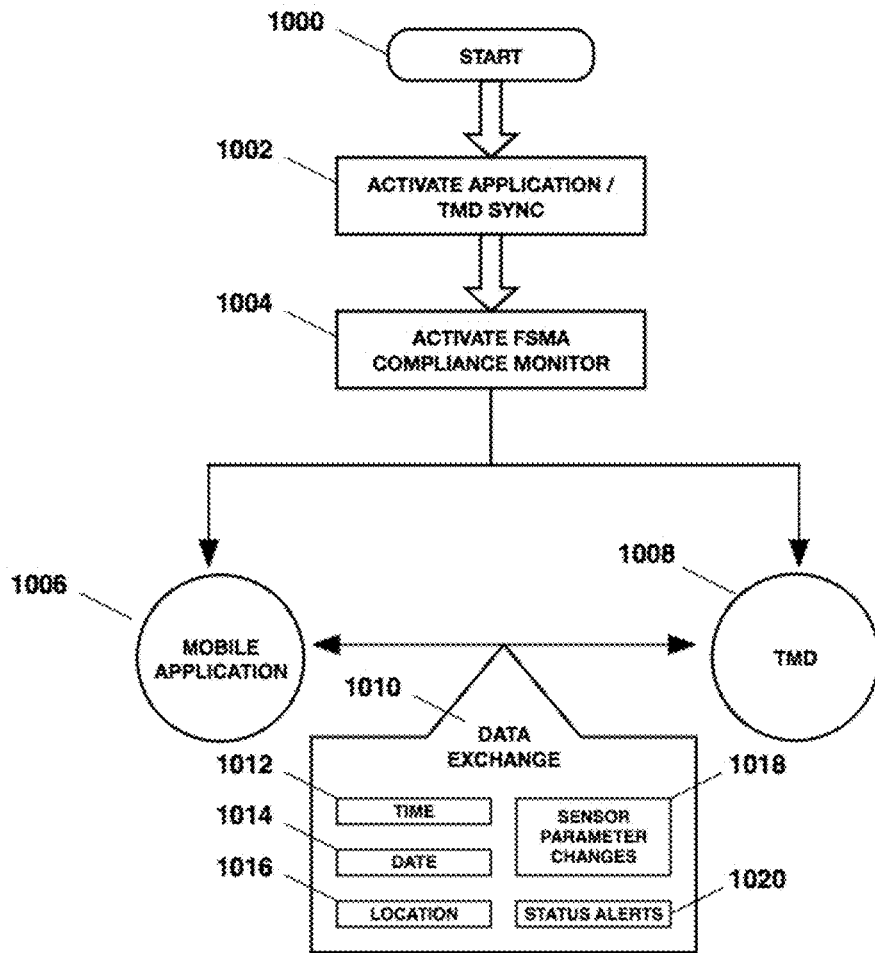 1000
START
1002
ACTIVATE APPLICATION /
TMD SYNC
1004
ACTIVATE FSMA
COMPLIANCE MONITOR
1006
1008
MOBILE
APPLICATION
TMD
1010
DATA
EXCHANGE
1012
TIME
1014
DATE
1016
LOCATION
1018
SENSOR
PARAMETER
CHANGES
1020
STATUS ALERTS